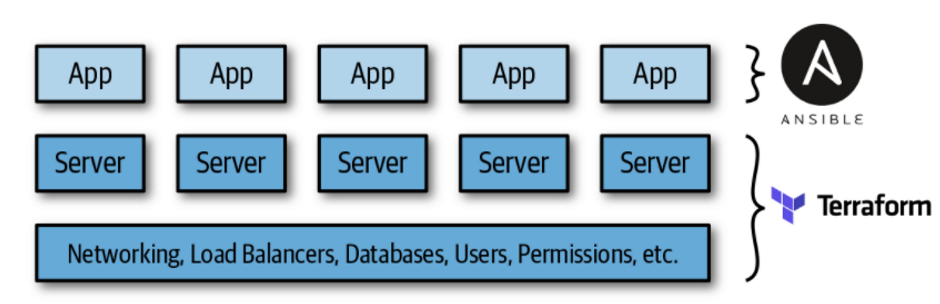 App App App App App
ANSIBLE
Server Server Server Server Server
Terraform
Networking, Load Balancers, Databases, Users, Permissions, etc.